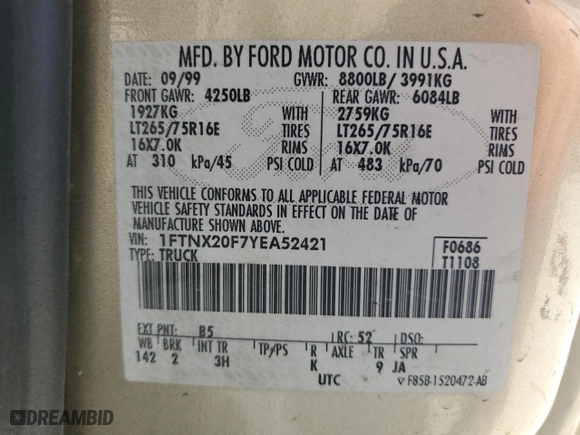 MFD. BY FORD MOTOR CO. IN U.S.A.
DATE: 09/99 GVWR: 8800LB/ 3991KG
FRONT GAWR: 4250LB REAR GAWR: 6084LB
1927KG WITH 2759KG WITH
LT265/75R16E TIRES LT265/75R16E TIRES
16X7.0K RIMS 16X7.0K RIMS
AT 310 kPa/45 PSI COLD AT 483 kPa/70 PSI COLD
THIS VEHICLE CONFORMS TO ALL APPLICABLE FEDERAL MOTOR
VEHICLE SAFETY STANDARDS IN EFFECT ON THE DATE OF
MANUFACTURE SHOWN ABOVE.
VIN: 1FTNX20F7YEA52421 F0686
TYPE: TRUCK T1108
EXT PNT: B5 RC: 52 DSO:
WB BRK INT TR TP/PS R AXLE TR SPR
142 2 3H K 9 JA
UTC F85B-1520472-AB
DREAMBID